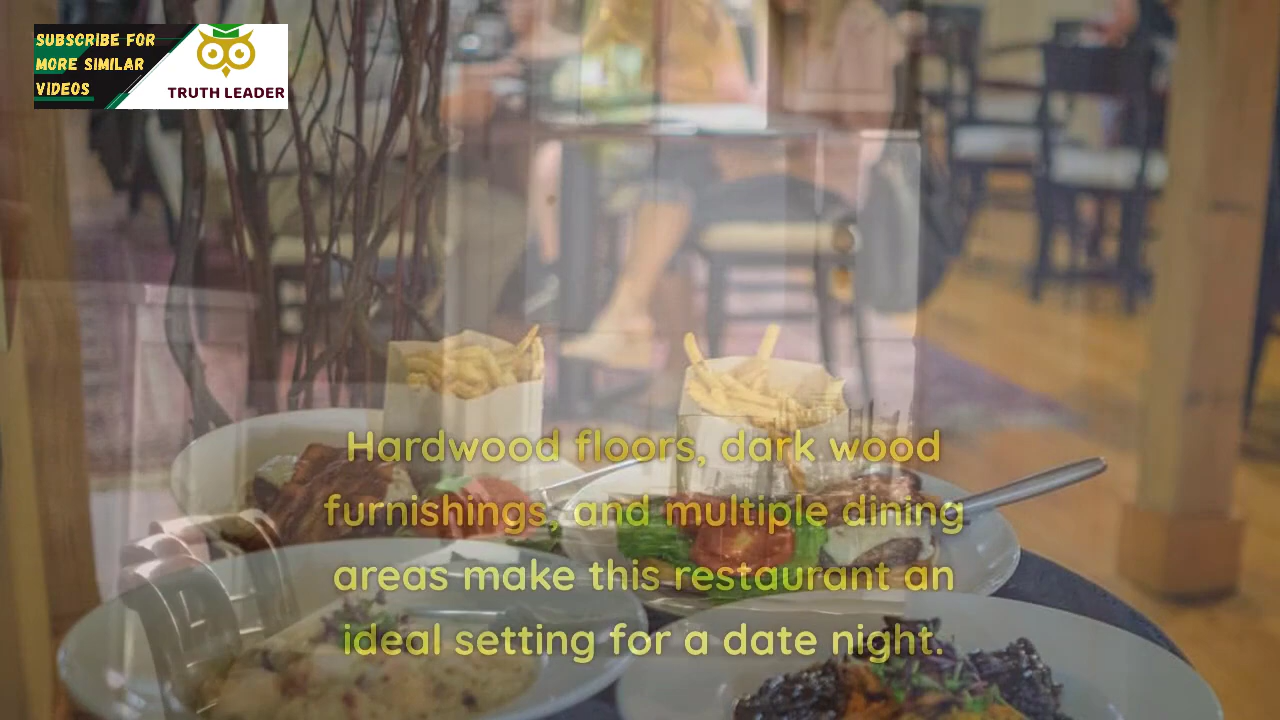 SUBSCRIBE FOR
MORE SIMILAR
VIDEOS
TRUTH LEADER
Hardwood floors, dark wood
furnishings, and multiple dining
areas make this restaurant an
ideal setting for a date night.